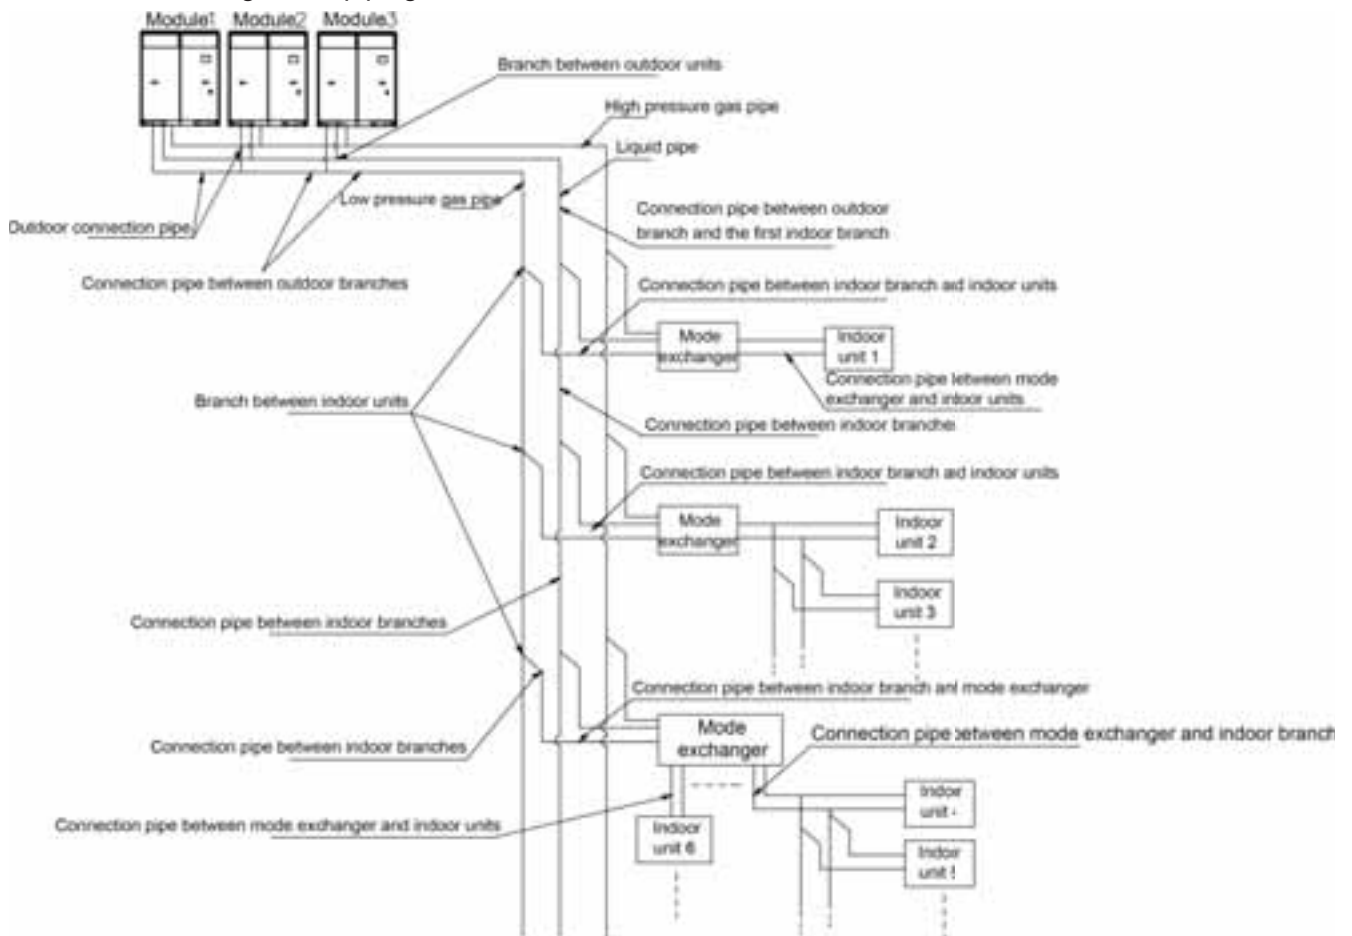 Module1 Module2 Module3
Branch between outdoor units
High pressure gas pipe
Liquid pipe
Low pressure gas pipe
Connection pipe between outdoor
branch and the first indoor branch
Outdoor connection pipe
Connection pipe between outdoor branches
Connection pipe between indoor branch aid indoor units
Mode
exchanger
Indoor
unit 1
Connection pipe letween mode
exchanger and intoor units
Branch between indoor units
Connection pipe between indoor branche
Connection pipe between indoor branch aid indoor units
Mode
exchanger
Indoor
unit 2
Indoor
unit 3
Connection pipe between indoor branches
Connection pipe between indoor branch anl mode exchanger
Mode
exchanger
Connection pipe between mode exchanger and indoor branch
Connection pipe between indoor branches
Indoor
unit
Connection pipe between mode exchanger and indoor units
Indoor
unit 6
Indoor
unit